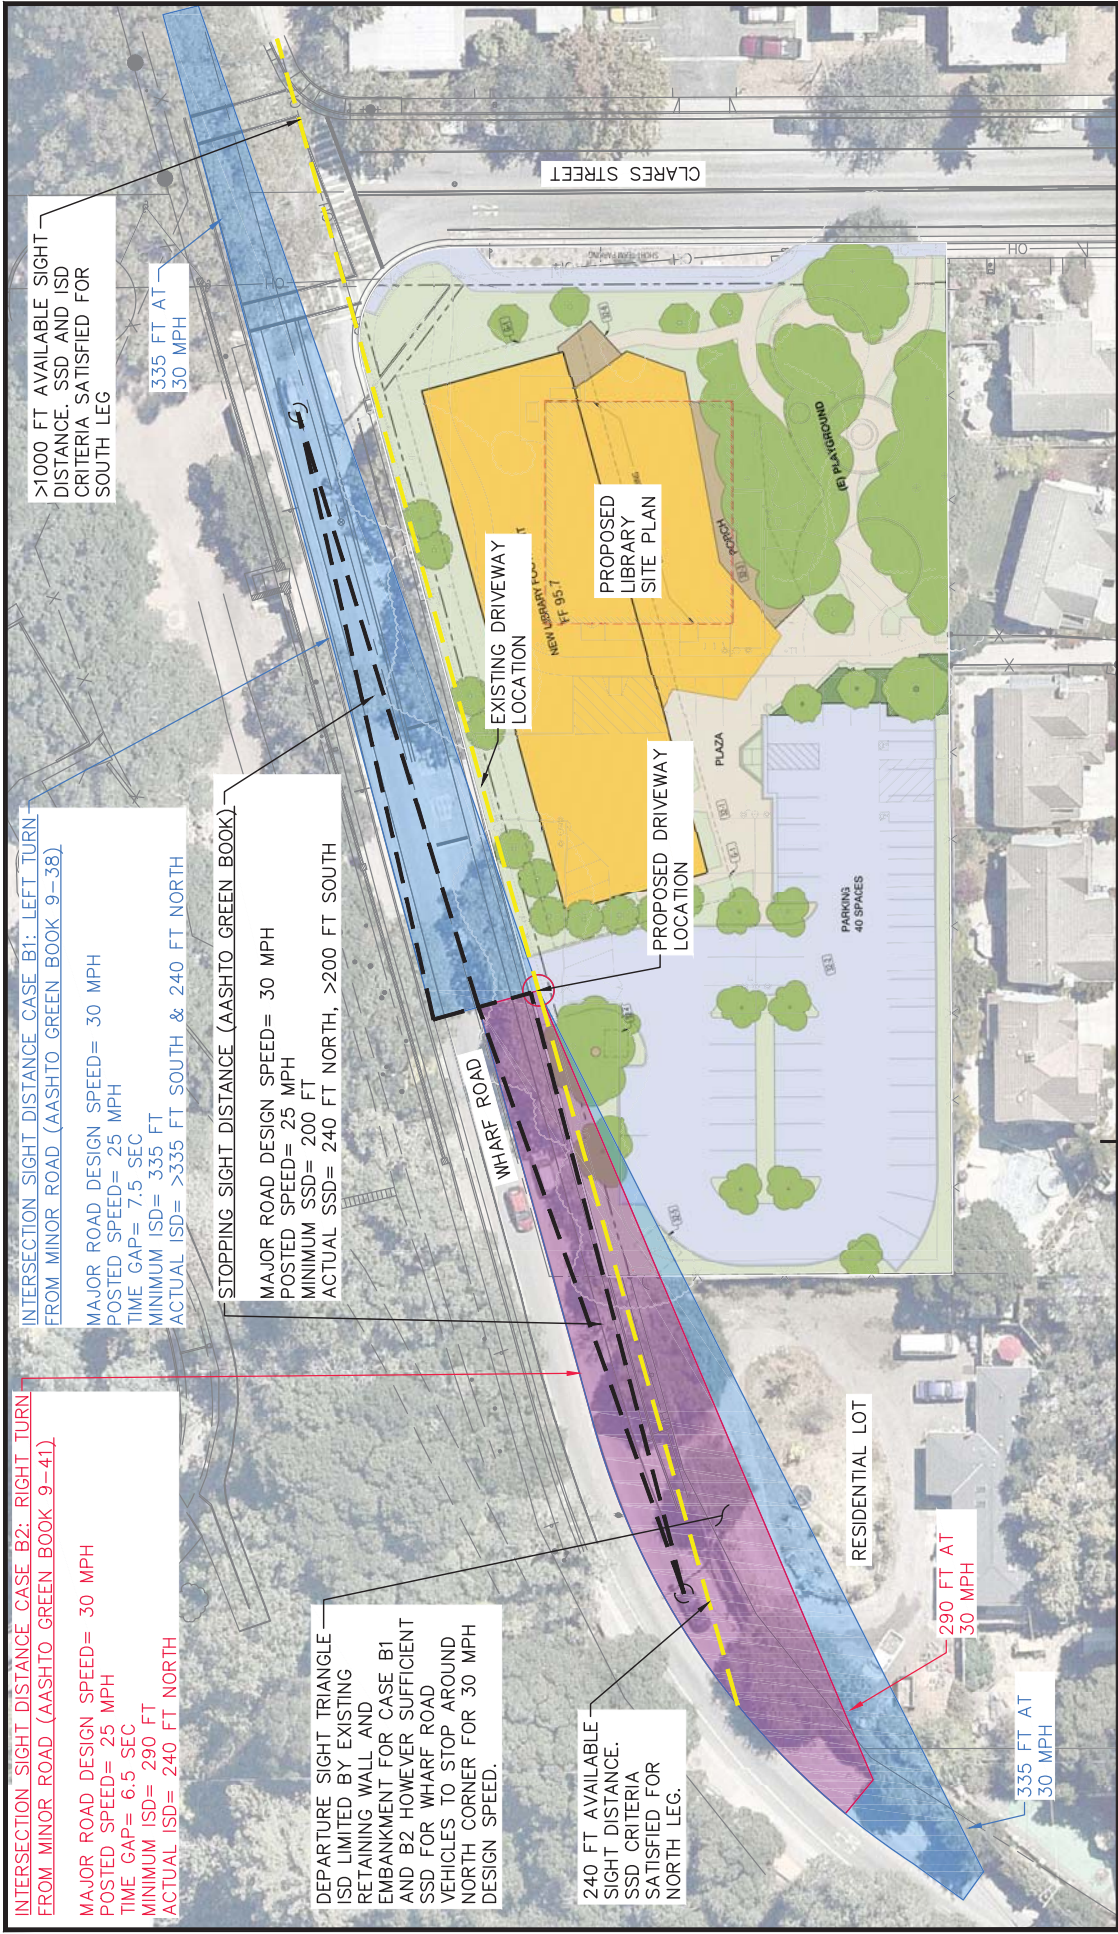 INTERSECTION SIGHT DISTANCE CASE B2: RIGHT TURN
FROM MINOR ROAD (AASHTO GREEN BOOK 9-41)
MAJOR ROAD DESIGN SPEED= 30 MPH
POSTED SPEED= 25 MPH
TIME GAP= 6.5 SEC
MINIMUM ISD= 290 FT
ACTUAL ISD= 240 FT NORTH
INTERSECTION SIGHT DISTANCE CASE B1: LEFT TURN
FROM MINOR ROAD (AASHTO GREEN BOOK 9-38)
MAJOR ROAD DESIGN SPEED= 30 MPH
POSTED SPEED= 25 MPH
TIME GAP= 7.5 SEC
MINIMUM ISD= 335 FT
ACTUAL ISD= >335 FT SOUTH & 240 FT NORTH
STOPPING SIGHT DISTANCE (AASHTO GREEN BOOK)
MAJOR ROAD DESIGN SPEED= 30 MPH
POSTED SPEED= 25 MPH
MINIMUM SSD= 200 FT
ACTUAL SSD= 240 FT NORTH, >200 FT SOUTH
>1000 FT AVAILABLE SIGHT
DISTANCE. SSD AND ISD
CRITERIA SATISFIED FOR
SOUTH LEG
335 FT AT
30 MPH
DEPARTURE SIGHT TRIANGLE
ISD LIMITED BY EXISTING
RETAINING WALL AND
EMBANKMENT FOR CASE B1
AND B2 HOWEVER SUFFICIENT
SSD FOR WHARF ROAD
VEHICLES TO STOP AROUND
NORTH CORNER FOR 30 MPH
DESIGN SPEED.
240 FT AVAILABLE
SIGHT DISTANCE.
SSD CRITERIA
SATISFIED FOR
NORTH LEG.
WHARF ROAD
EXISTING DRIVEWAY
LOCATION
CLARES STREET
SHORT-TERM PARKING
OH
OH
NEW LIBRARY
FF 95.7
PROPOSED
LIBRARY
SITE PLAN
PORCH
(E) PLAYGROUND
PROPOSED DRIVEWAY
LOCATION
PLAZA
PARKING
40 SPACES
RESIDENTIAL LOT
290 FT AT
30 MPH
335 FT AT
30 MPH